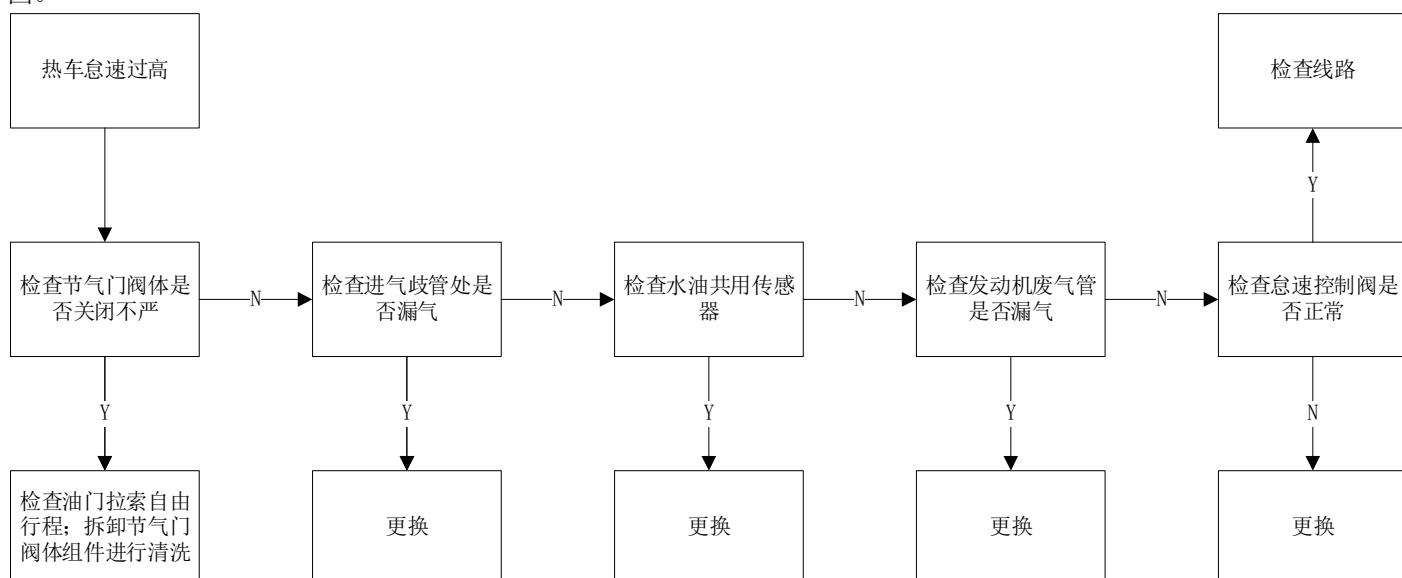 图。
热车怠速过高
检查线路
Y
检查节气门阀体是
否关闭不严
N
检查进气歧管处是
否漏气
N
检查水油共用传感
器
N
检查发动机废气管
是否漏气
N
检查怠速控制阀是
否正常
Y
Y
Y
Y
N
检查油门拉索自由
行程；拆卸节气门
阀体组件进行清洗
更换
更换
更换
更换